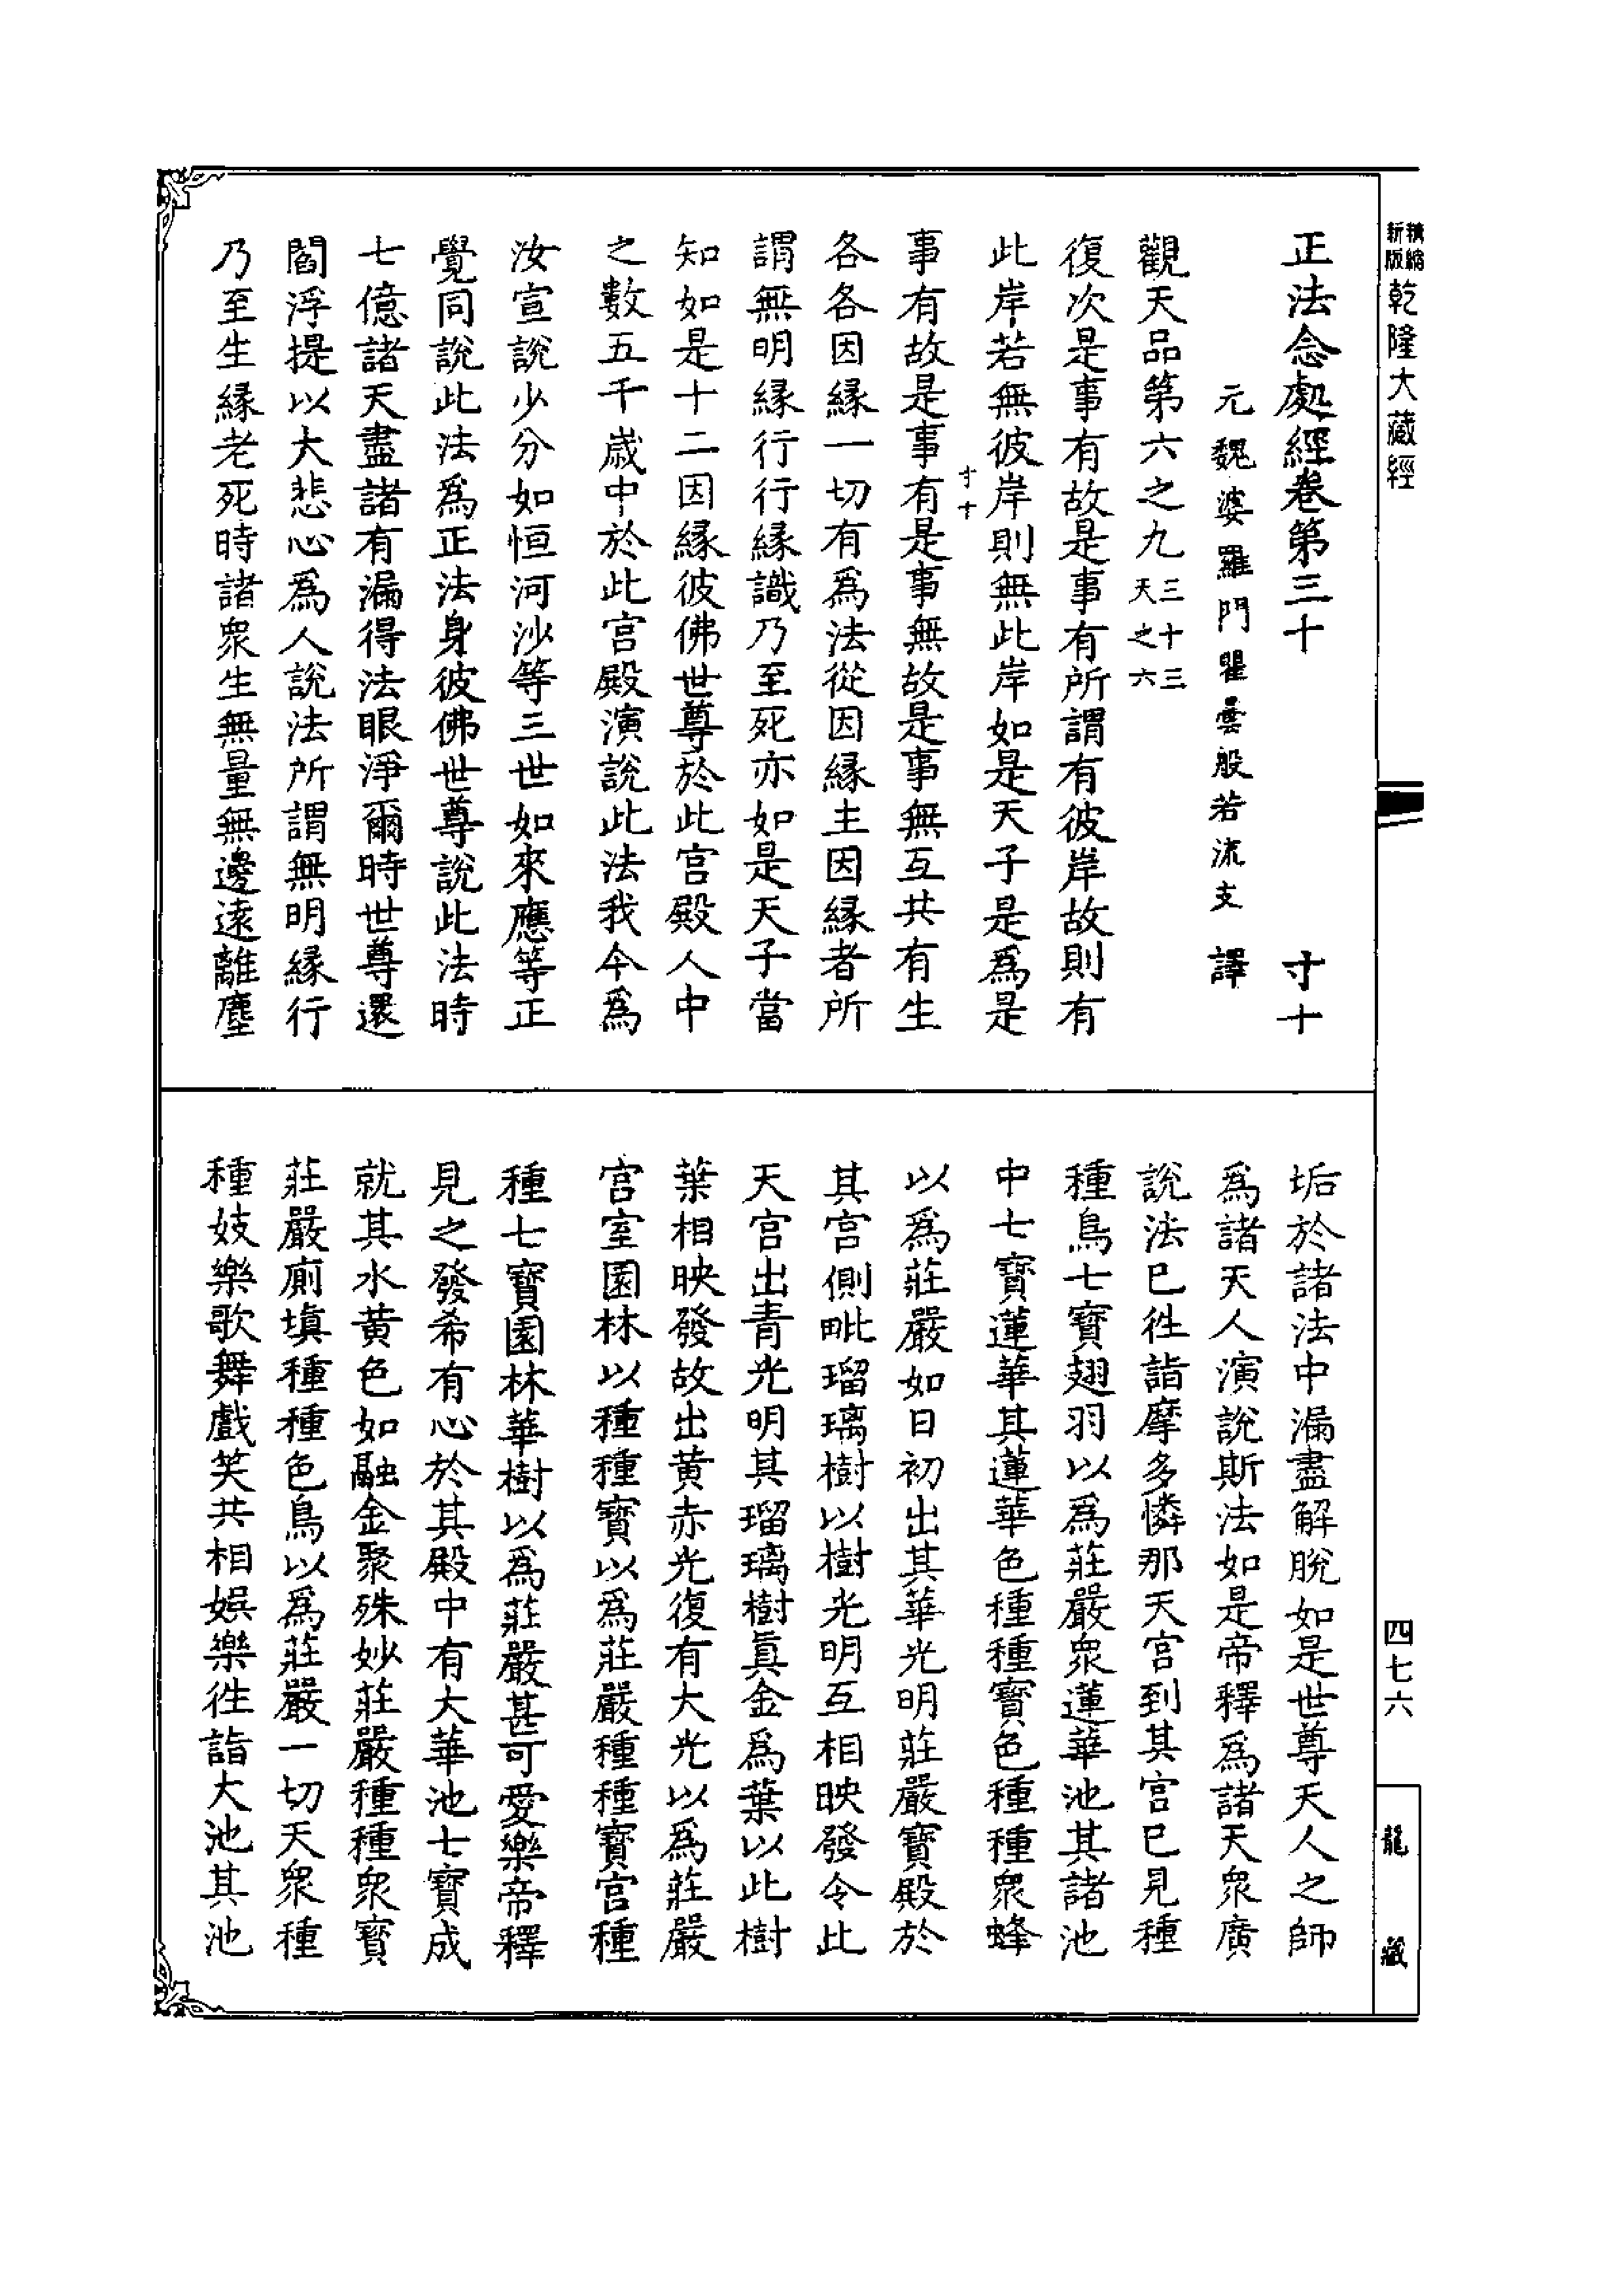 新版精縮乾隆大藏經
正法念處經卷第三十 寸十
元魏婆羅門瞿曇般若流支 譯
觀天品第六之九三十三天之六
復次是事有故是事有所謂有彼岸故則有
此岸若無彼岸則無此岸如是天子是為是
寸十
事有故是事有是事無故是事無互共有生
各各因緣一切有為法從因緣主因緣者所
謂無明緣行行緣識乃至死亦如是天子當
知如是十二因緣彼佛世尊於此宮殿人中
之數五千歲中於此宮殿演說此法我今為
汝宣說少分如恒河沙等三世如來應等正
覺同說此法為正法身彼佛世尊說此法時
七億諸天盡諸有漏得法眼淨爾時世尊還
閻浮提以大悲心為人說法所謂無明緣行
乃至生緣老死時諸眾生無量無邊遠離塵
垢於諸法中漏盡解脫如是世尊天人之師
為諸天人演說斯法如是帝釋為諸天眾廣
說法已往詣摩多憐那天宮到其宮已見種
種鳥七寶翅羽以為莊嚴眾蓮華池其諸池
中七寶蓮華其蓮華色種種寶色種種眾蜂
以為莊嚴如日初出其華光明莊嚴寶殿於
其宮側毗瑠璃樹以樹光明互相映發令此
天宮出青光明其瑠璃樹真金為葉以此樹
葉相映發故出黃赤光復有大光以為莊嚴
宮室園林以種種寶以為莊嚴種種寶宮種
種七寶園林華樹以為莊嚴甚可愛樂帝釋
見之發希有心於其殿中有大華池七寶成
就其水黃色如融金聚殊妙莊嚴種種眾寶
莊嚴廁填種種色鳥以為莊嚴一切天眾種
種妓樂歌舞戲笑共相娛樂往詣大池其池
四七六
龍藏